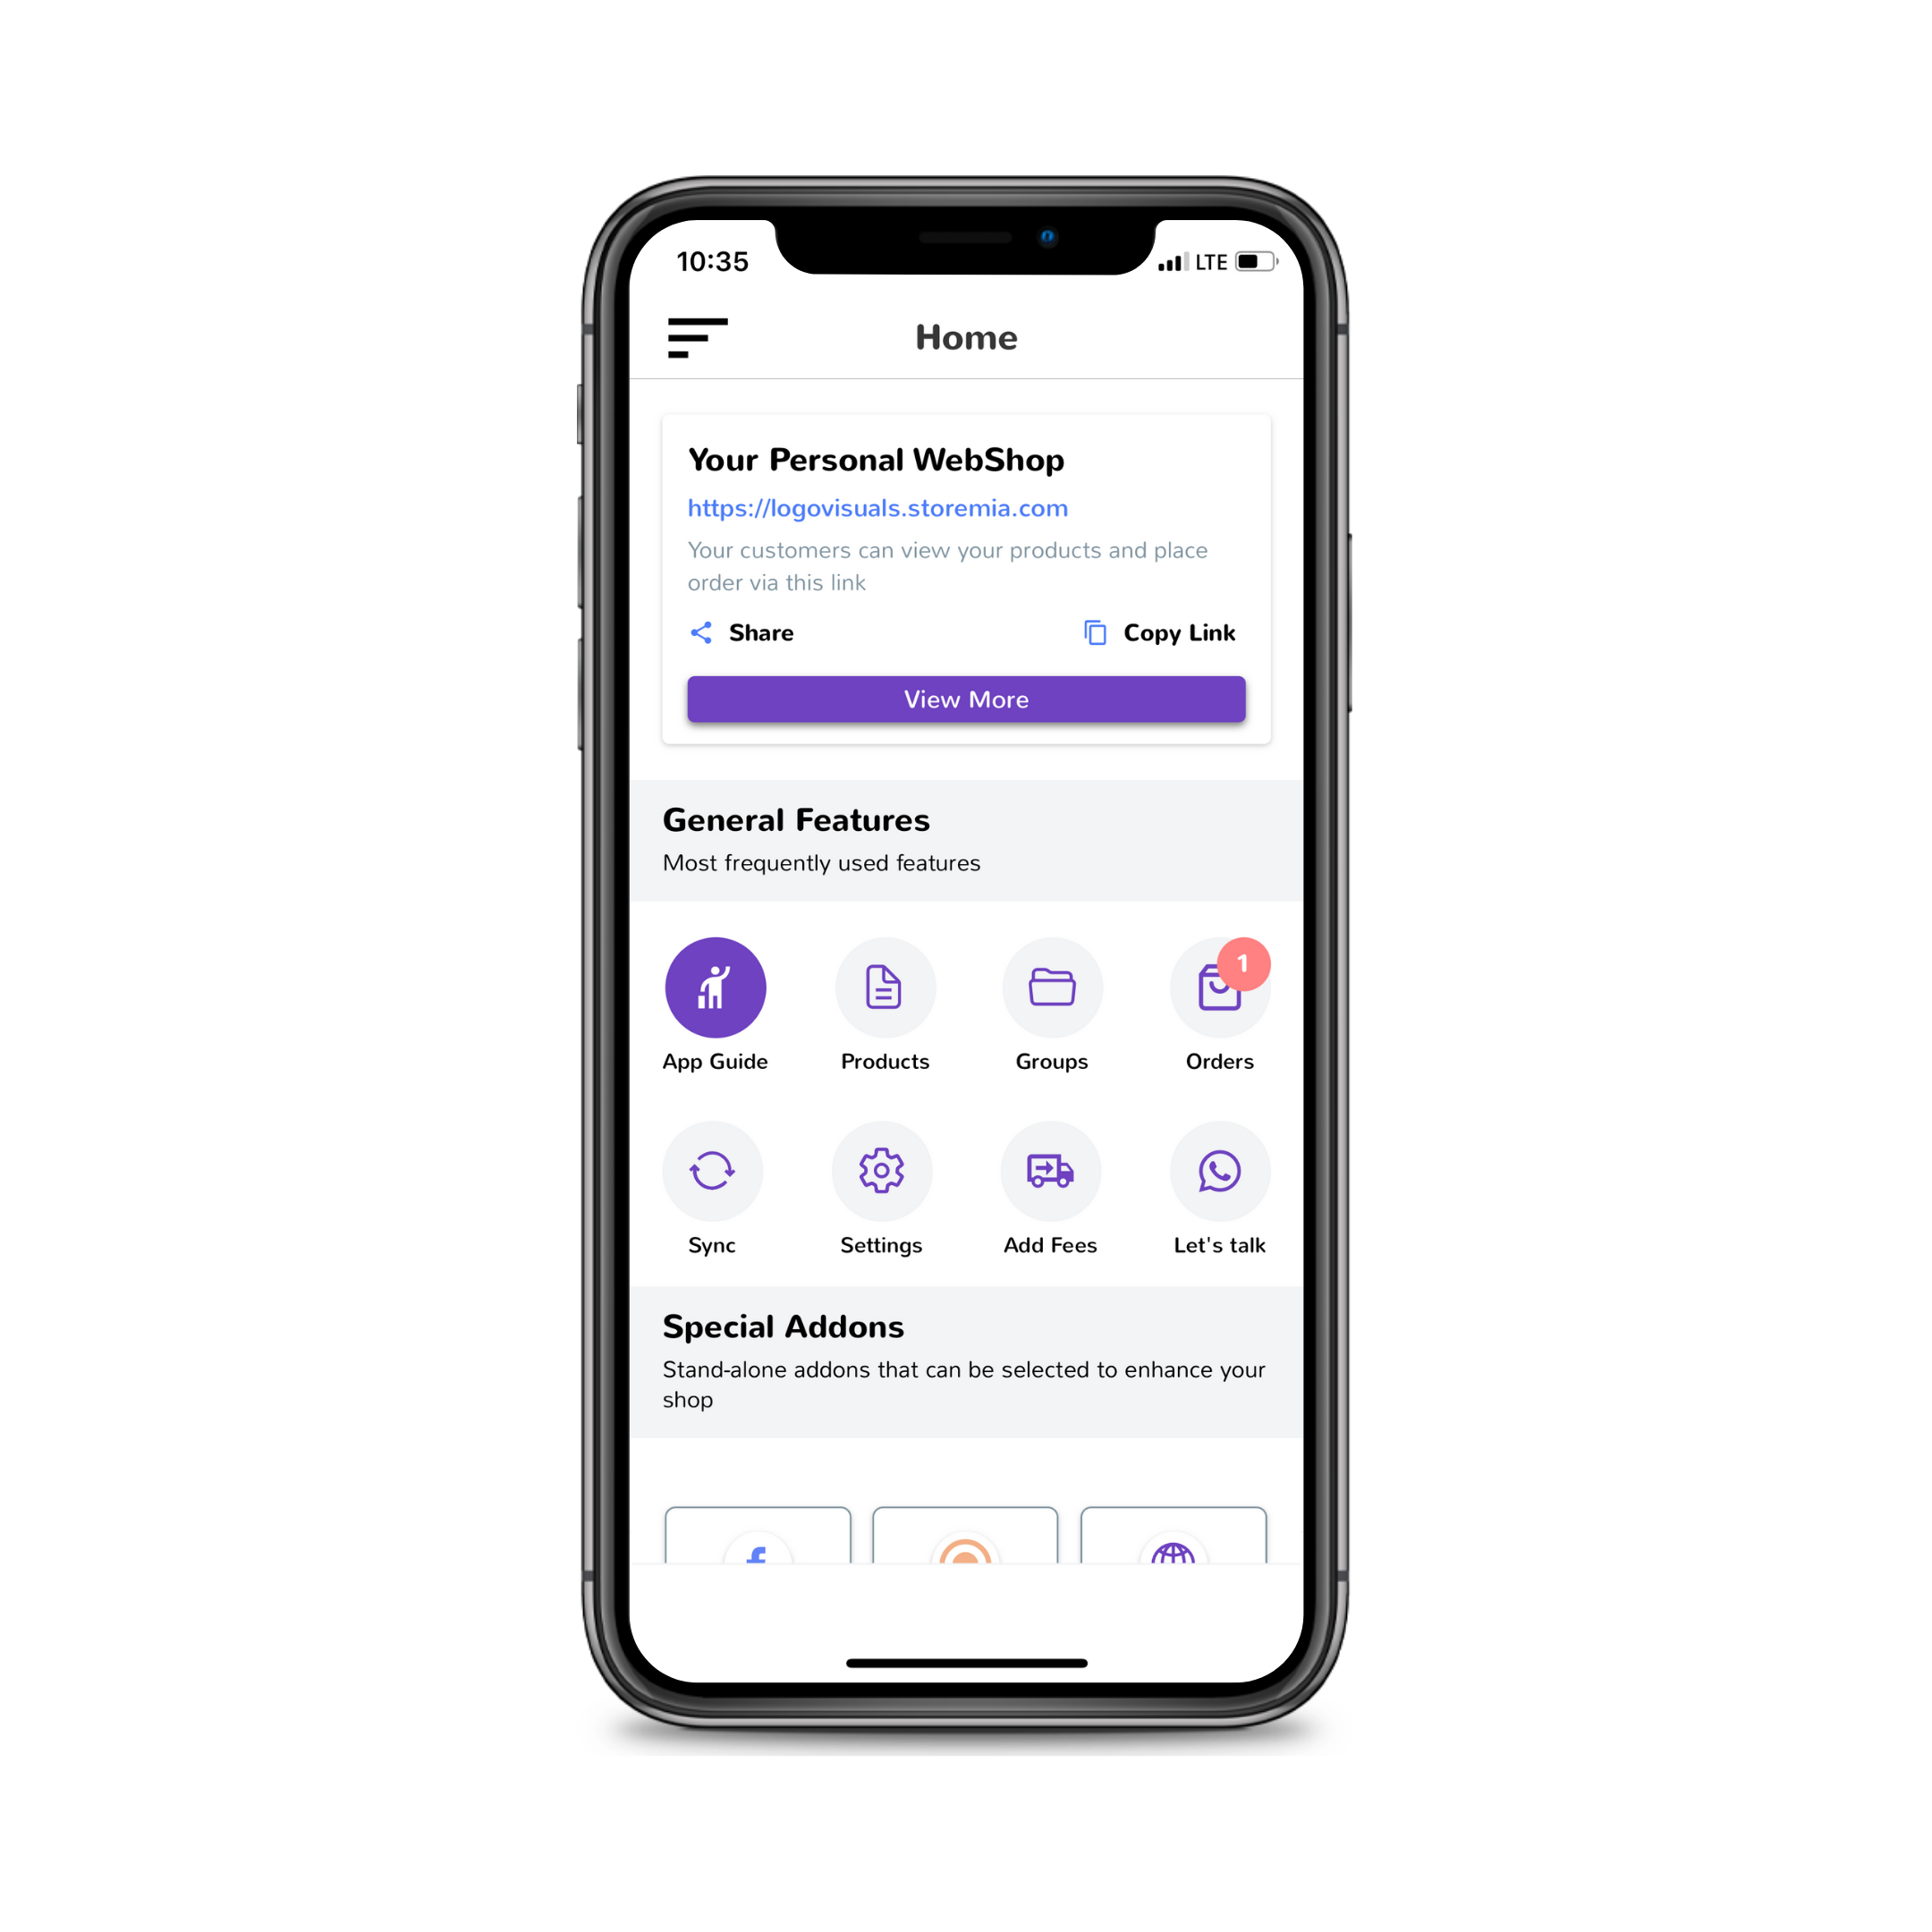 10:35
LTE
Home
Your Personal WebShop
https://logovisuals.storemia.com
Your customers can view your products and place
order via this link
Share
Copy Link
View More
General Features
Most frequently used features
1
App Guide
Products
Groups
Orders
Sync
Settings
Add Fees
Let's talk
Special Addons
Stand-alone addons that can be selected to enhance your
shop